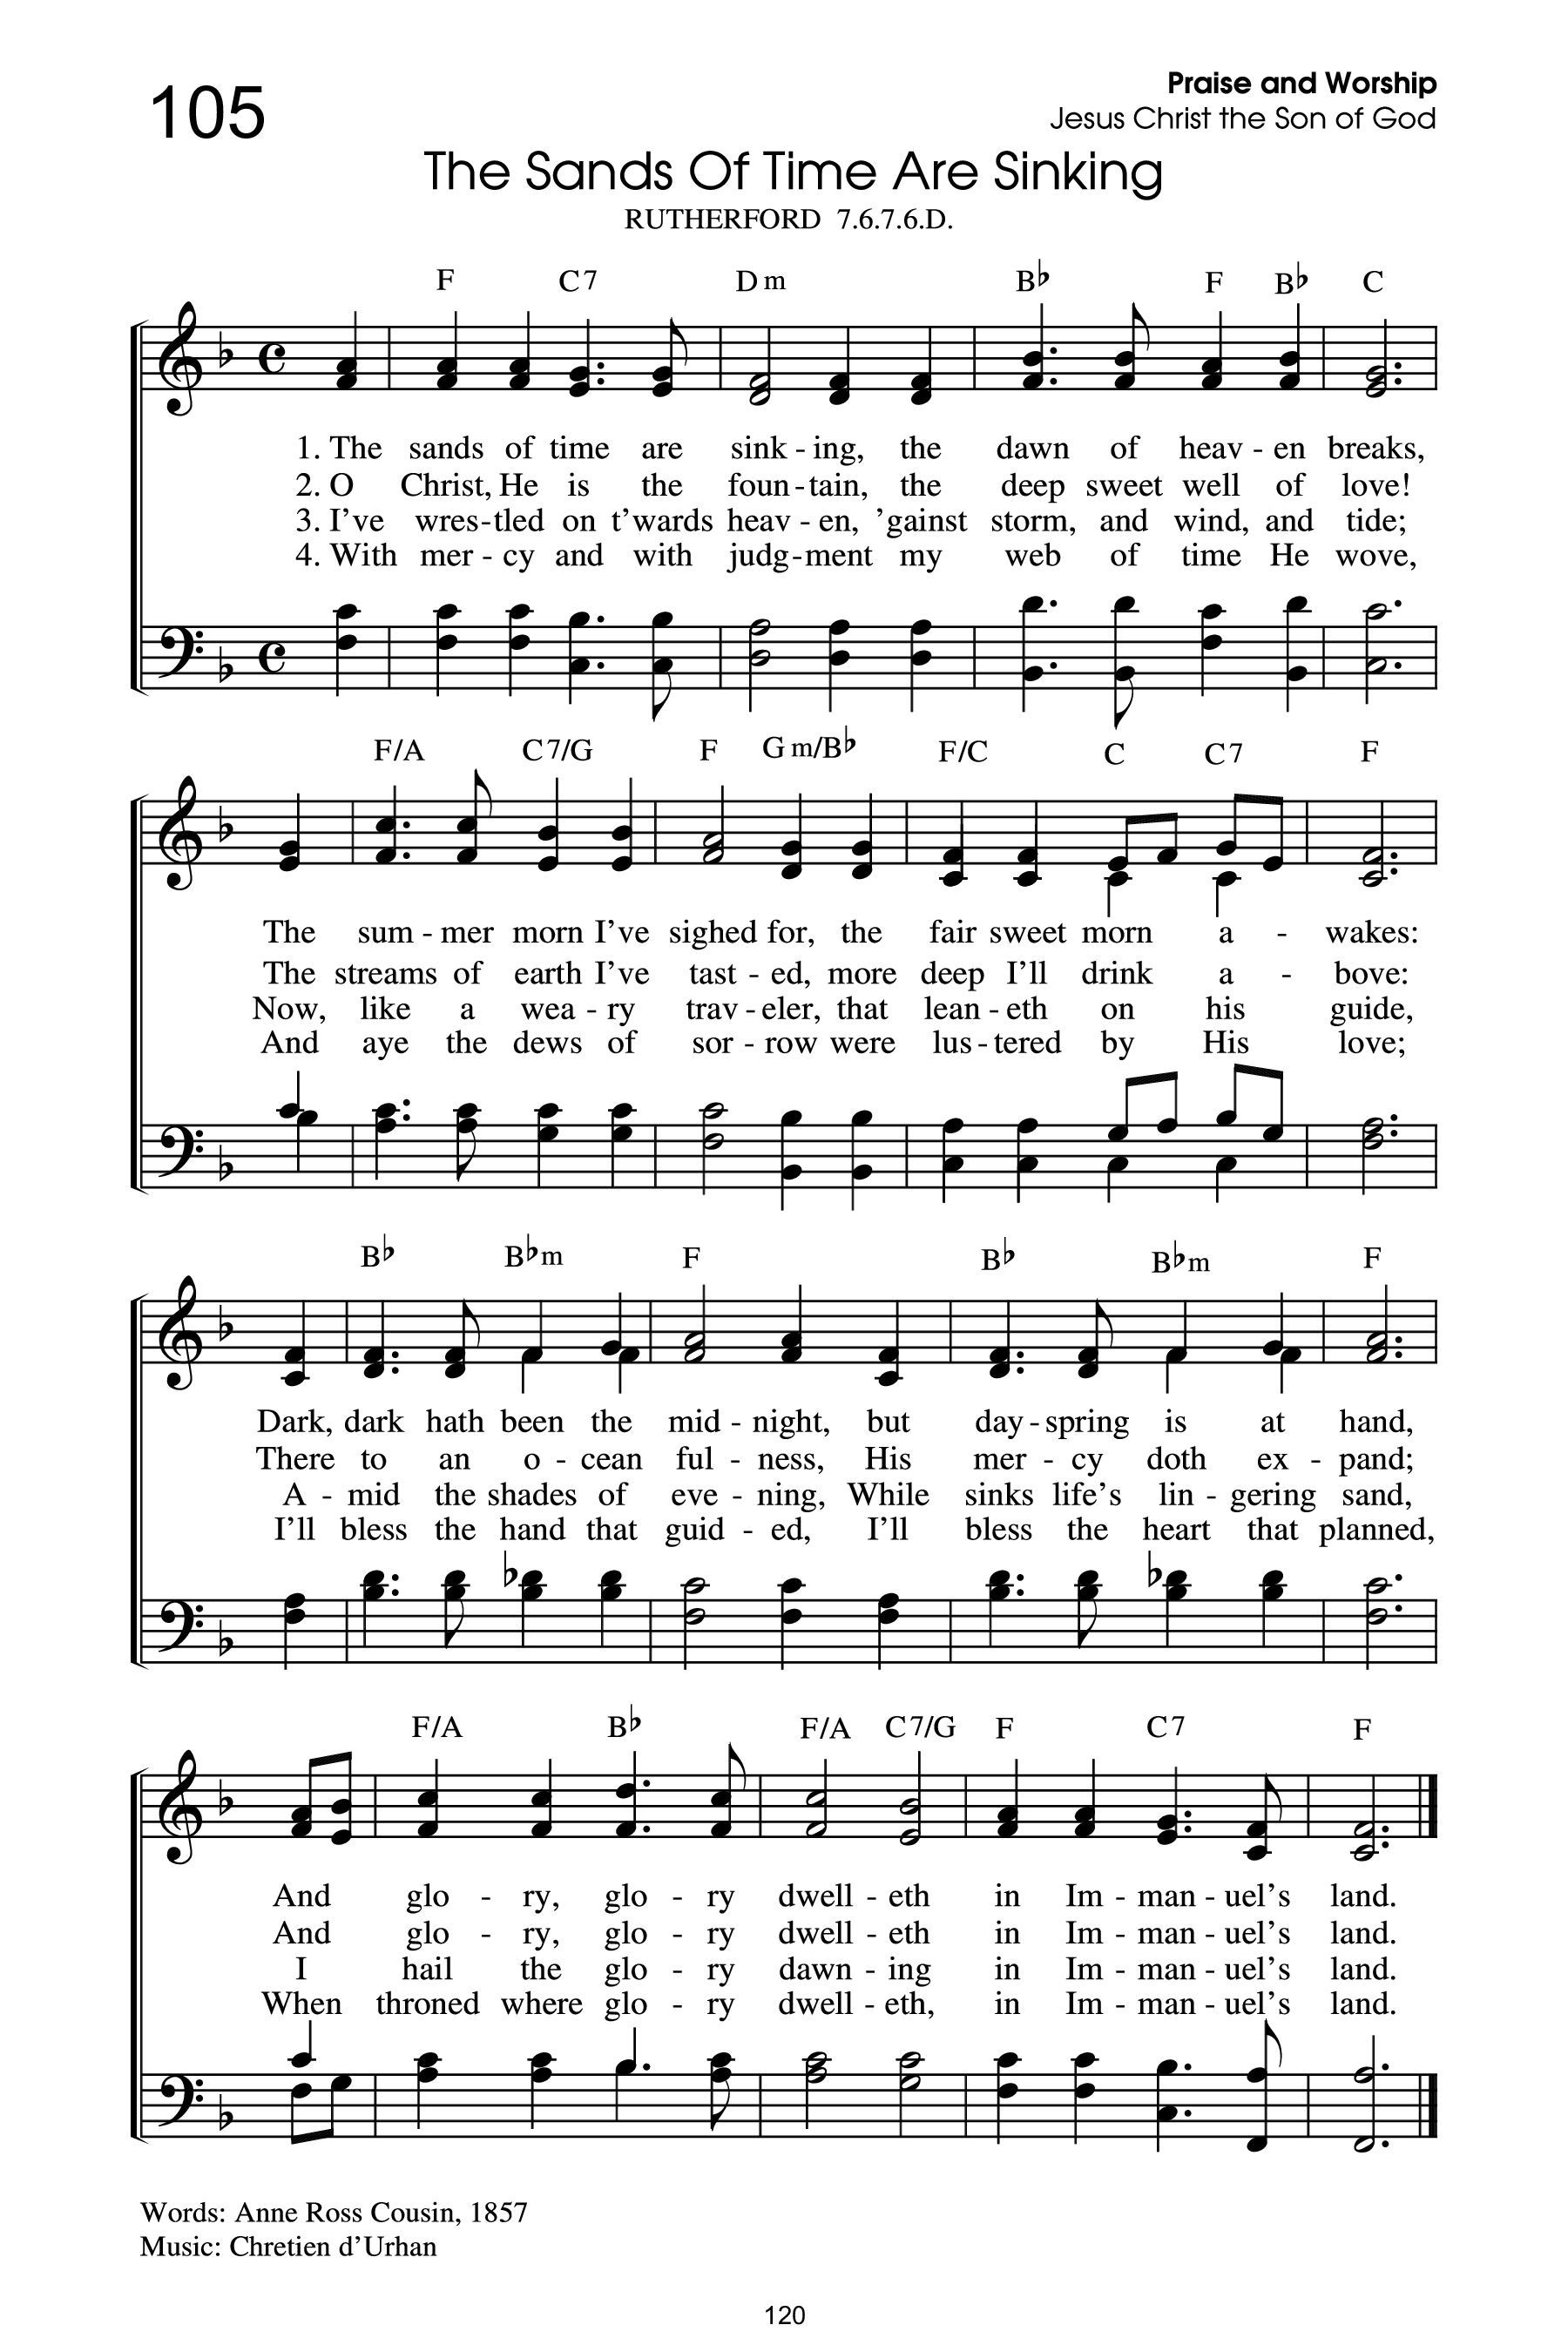 105
Praise and Worship
Jesus Christ the Son of God
The Sands Of Time Are Sinking
RUTHERFORD 7.6.7.6.D.
F C7 Dm B♭ F B♭ C
1. The sands of time are sink - ing, the dawn of heav - en breaks,
2. O Christ, He is the foun - tain, the deep sweet well of love!
3. I've wres - tled on t'wards heav - en, 'gainst storm, and wind, and tide;
4. With mer - cy and with judg - ment my web of time He wove,
F/A C7/G F Gm/B♭ F/C C C7 F
The sum - mer morn I've sighed for, the fair sweet morn a - wakes:
The streams of earth I've tast - ed, more deep I'll drink a - bove:
Now, like a wea - ry trav - eler, that lean - eth on his guide,
And aye the dews of sor - row were lus - tered by His love;
B♭ B♭m F B♭ B♭m F
Dark, dark hath been the mid - night, but day - spring is at hand,
There to an o - cean ful - ness, His mer - cy doth ex - pand;
A - mid the shades of eve - ning, While sinks life's lin - gering sand,
I'll bless the hand that guid - ed, I'll bless the heart that planned,
F/A B♭ F/A C7/G F C7 F
And glo - ry, glo - ry dwell - eth in Im - man - uel's land.
And glo - ry, glo - ry dwell - eth in Im - man - uel's land.
I hail the glo - ry dawn - ing in Im - man - uel's land.
When throned where glo - ry dwell - eth, in Im - man - uel's land.
Words: Anne Ross Cousin, 1857
Music: Chretien d'Urhan
120